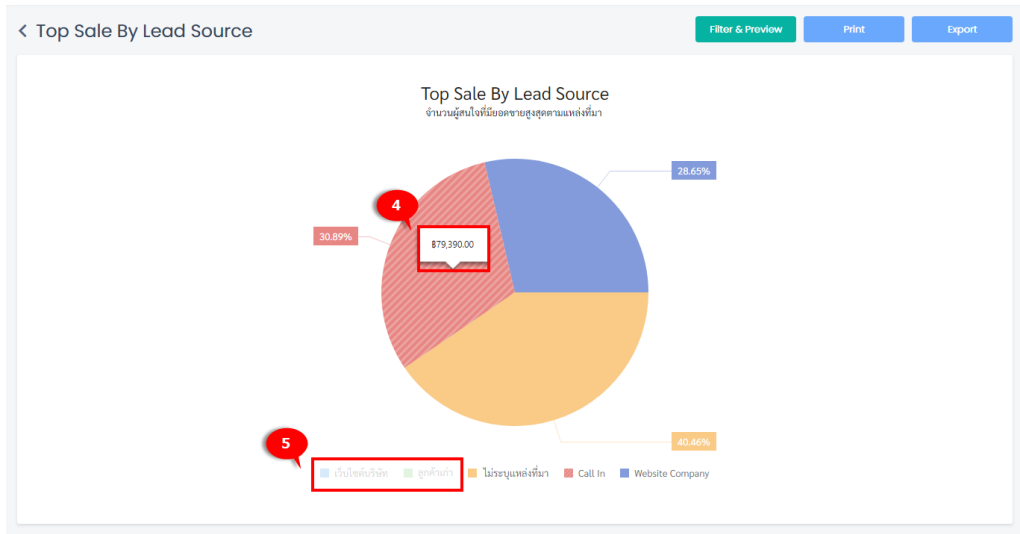 Top Sale By Lead Source
Filter & Preview
Print
Export
Top Sale By Lead Source
จำนวนผู้สนใจที่มียอดขายสูงสุดตามแหล่งที่มา
28.65%
4
30.89%
฿79,390.00
40.46%
5
เว็บไซต์บริษัท ลูกค้าเก่า ไม่ระบุแหล่งที่มา Call In Website Company